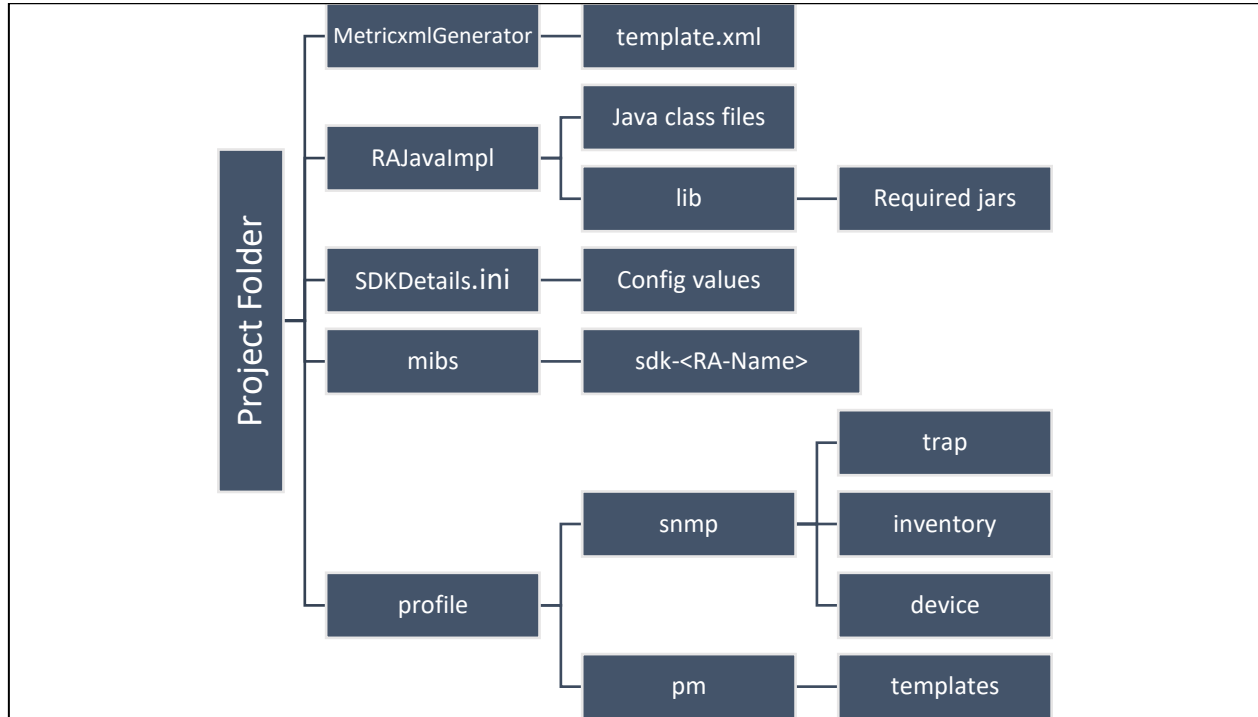 Project Folder
MetricxmlGenerator
template.xml
RAJavaImpl
Java class files
lib
Required jars
SDKDetails.ini
Config values
mibs
sdk-<RA-Name>
profile
snmp
trap
inventory
device
pm
templates